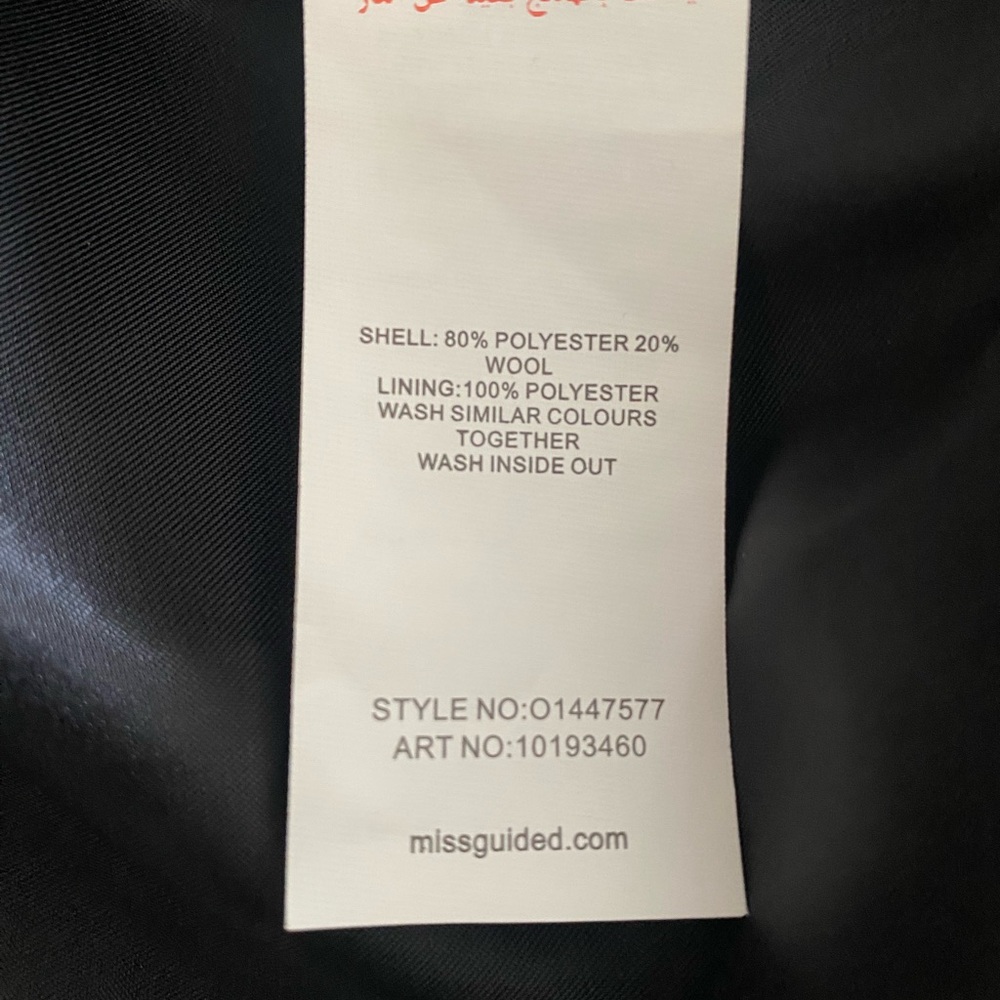 SHELL: 80% POLYESTER 20%
WOOL
LINING:100% POLYESTER
WASH SIMILAR COLOURS
TOGETHER
WASH INSIDE OUT
STYLE NO:O1447577
ART NO:10193460
missguided.com